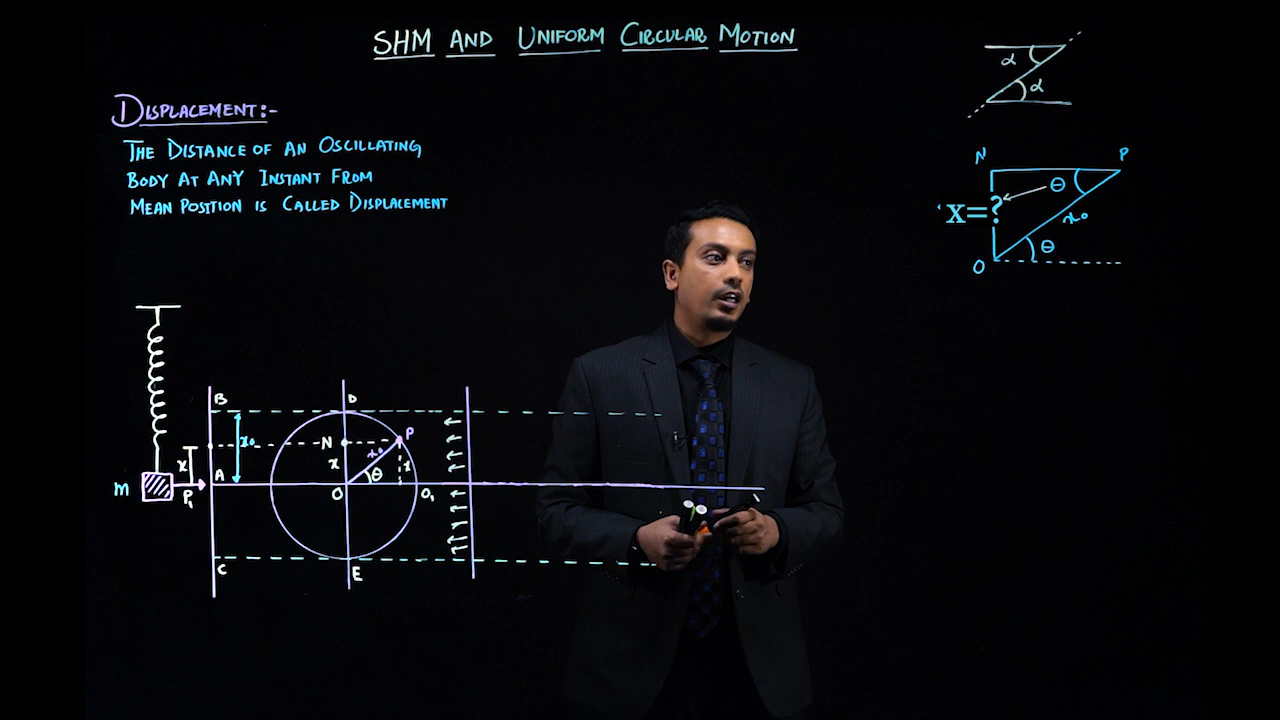 SHM AND UNIFORM CIRCULAR MOTION
DISPLACEMENT:-
THE DISTANCE OF AN OSCILLATING
BODY AT ANY INSTANT FROM
MEAN POSITION IS CALLED DISPLACEMENT
α
α
N P
θ
x=?
x₀
θ
O
B D
x₀ N x₀ P
x A x θ x
m P₁ O O₁
C E